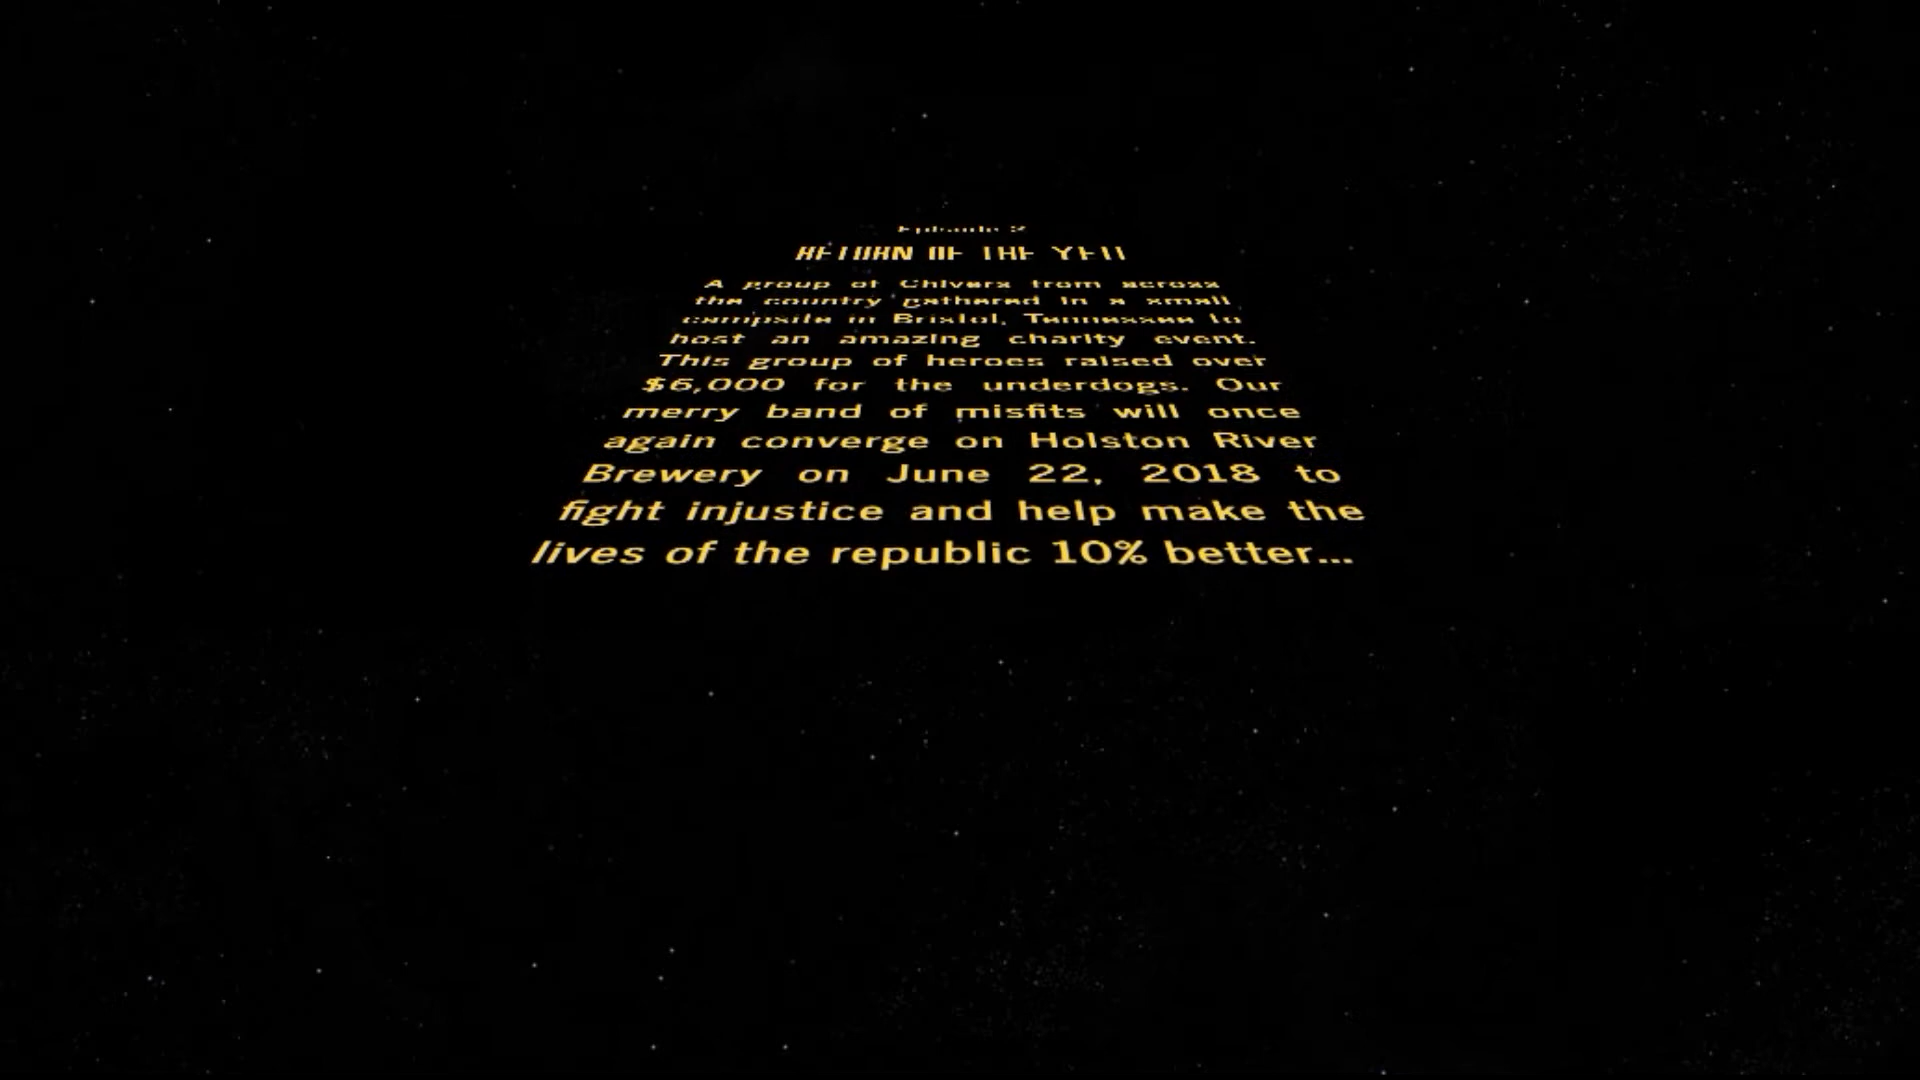 Episode 2
RETURN OF THE YETI
A group of Chivers from across
the country gathered in a small
campsite in Bristol, Tennessee to
host an amazing charity event.
This group of heroes raised over
$6,000 for the underdogs. Our
merry band of misfits will once
again converge on Holston River
Brewery on June 22, 2018 to
fight injustice and help make the
lives of the republic 10% better...